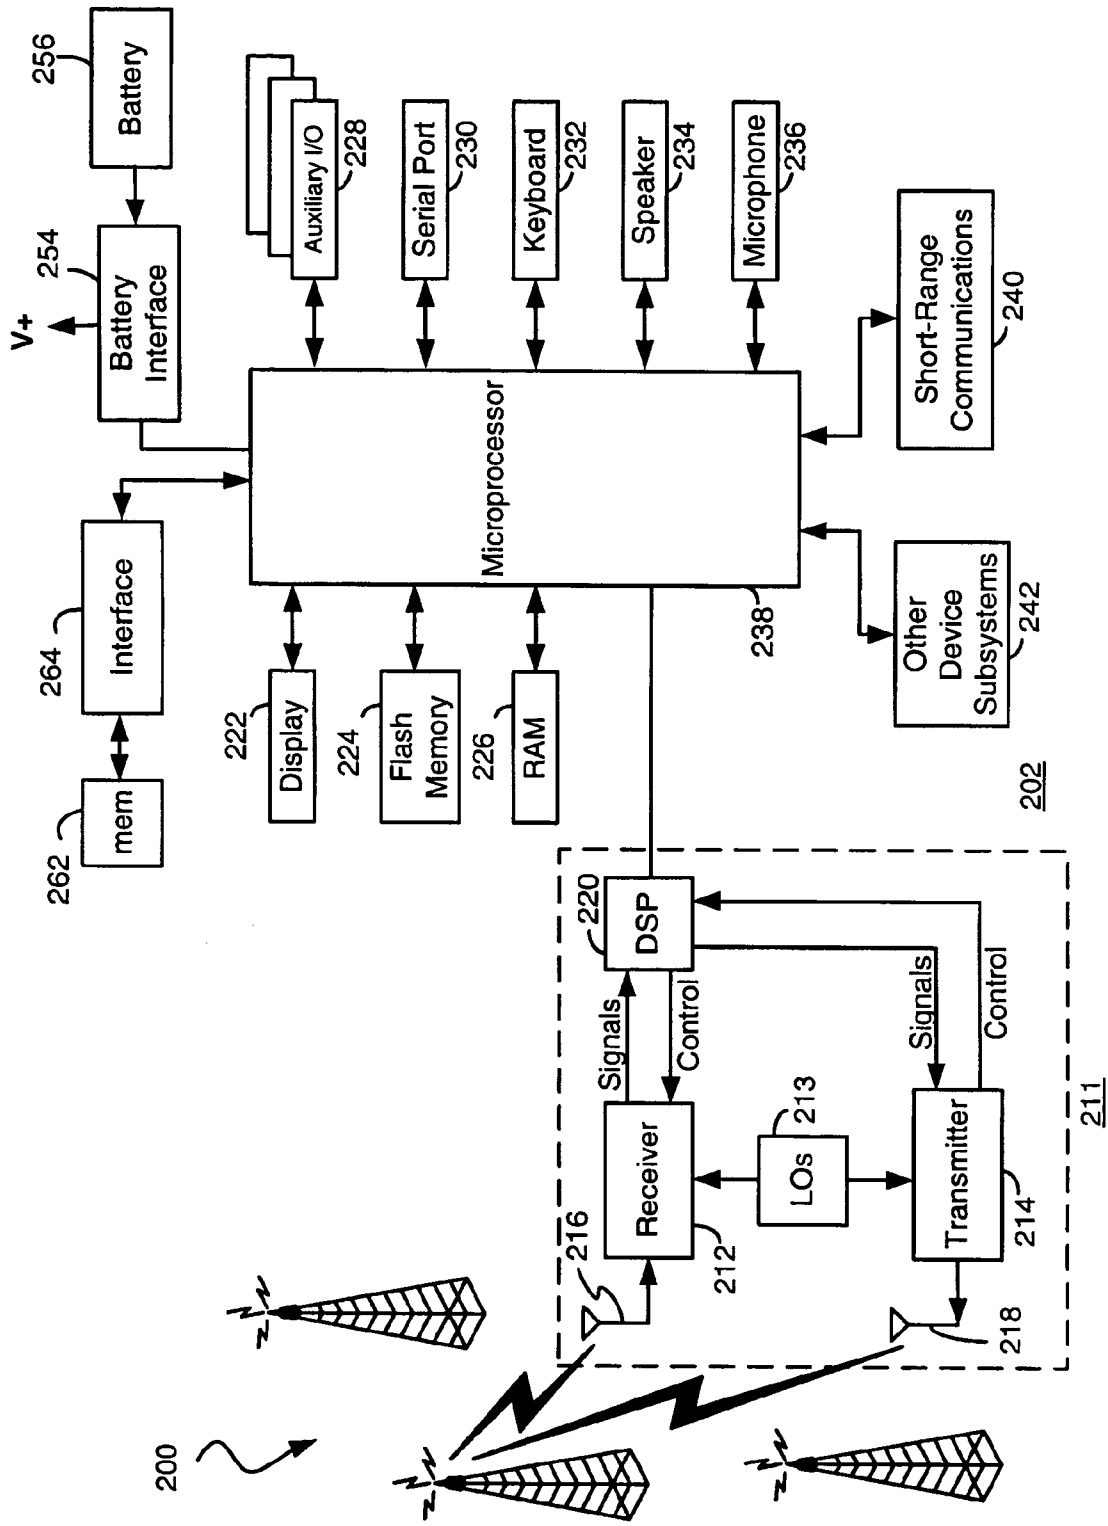 200
211
202
216
212
Receiver
LOs
213
Transmitter
214
218
Signals
Control
Signals
Control
DSP
220
262
mem
264
Interface
222
Display
224
Flash
Memory
226
RAM
Microprocessor
238
V+
254
Battery
Interface
256
Battery
Auxiliary I/O
228
Serial Port
230
Keyboard
232
Speaker
234
Microphone
236
Short-Range
Communications
240
Other
Device
Subsystems
242